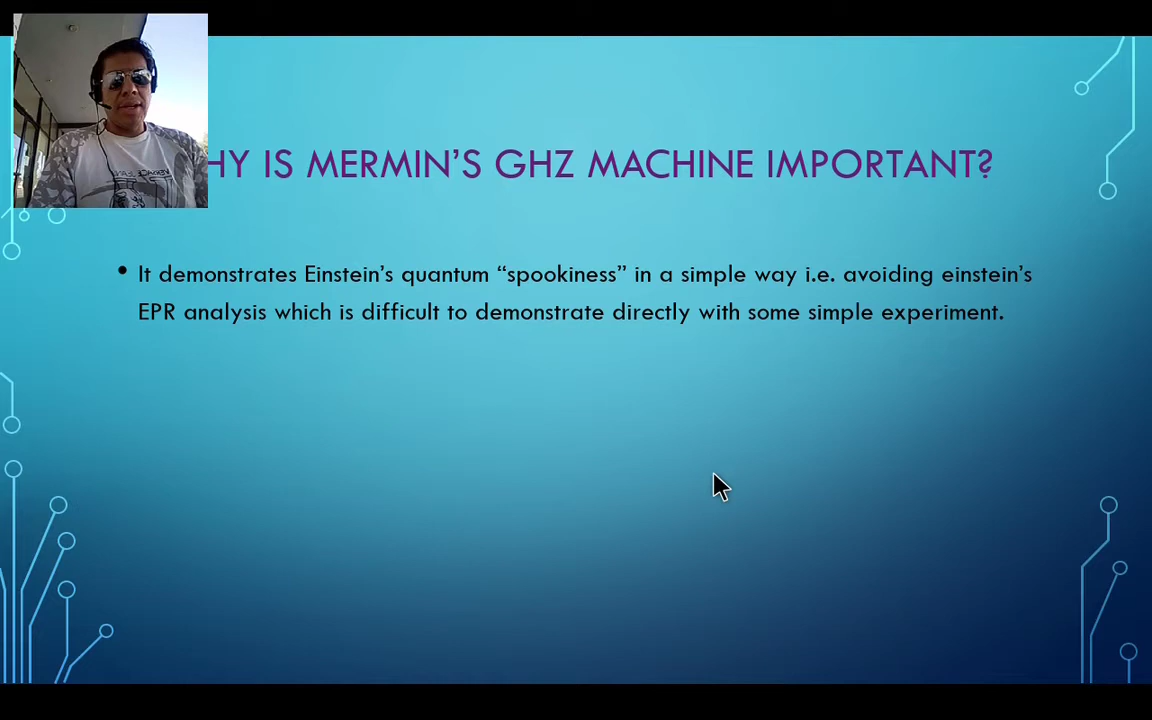 HY IS MERMIN’S GHZ MACHINE IMPORTANT?
• It demonstrates Einstein’s quantum “spookiness” in a simple way i.e. avoiding einstein’s
EPR analysis which is difficult to demonstrate directly with some simple experiment.